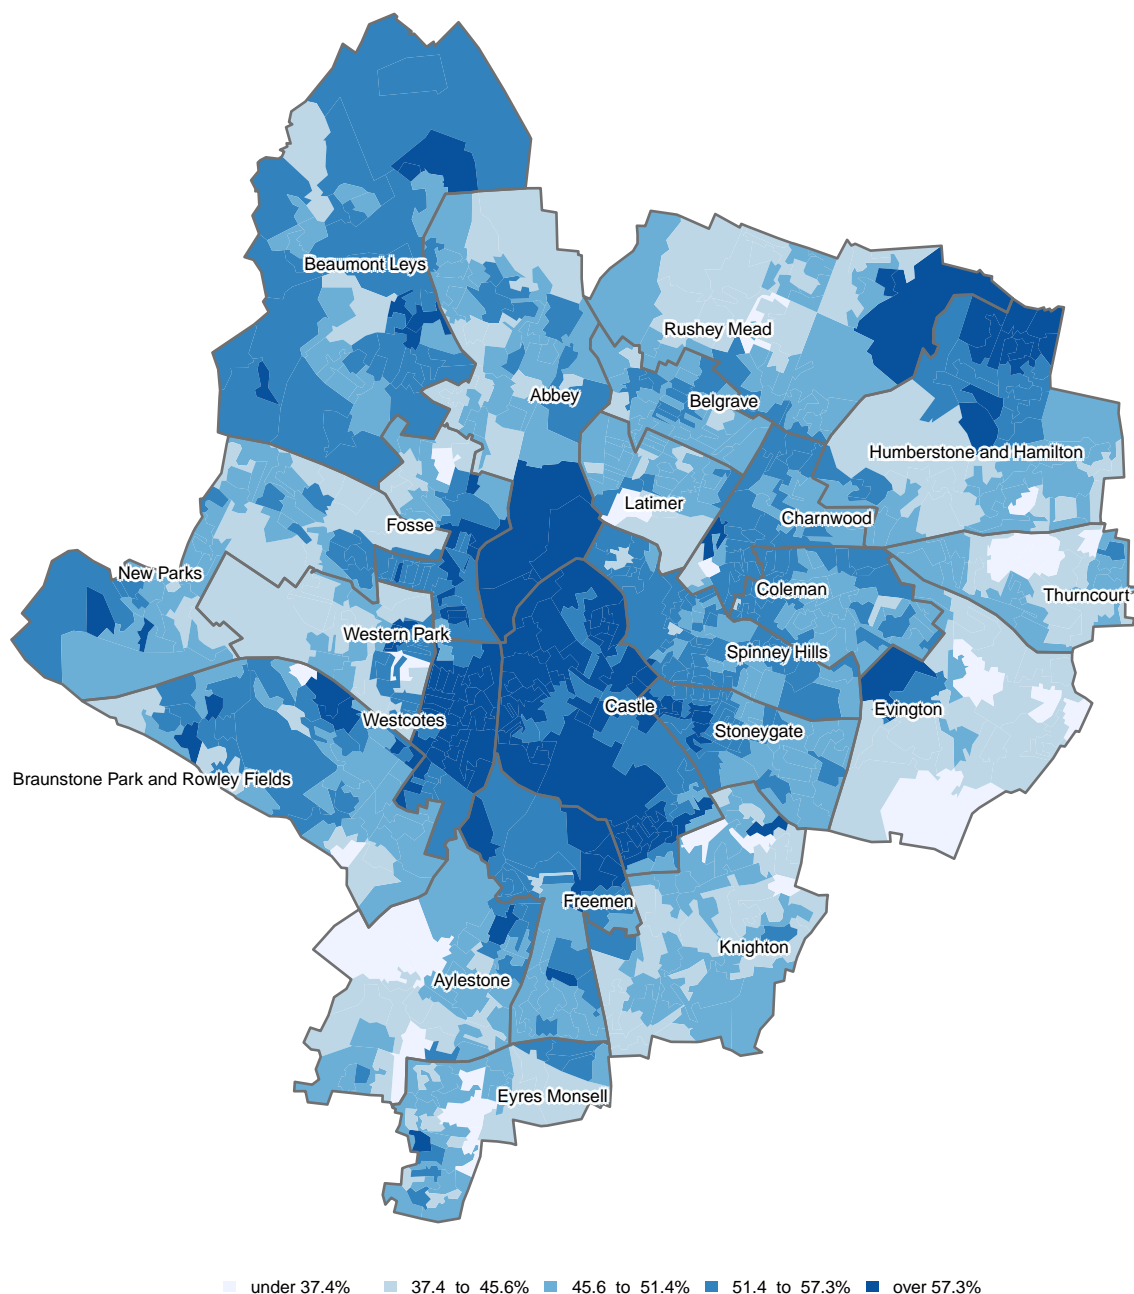 Beaumont Leys
Rushey Mead
Abbey
Belgrave
Humberstone and Hamilton
Latimer
Charnwood
Fosse
New Parks
Coleman
Thurncourt
Western Park
Spinney Hills
Castle
Evington
Westcotes
Stoneygate
Braunstone Park and Rowley Fields
Freemen
Knighton
Aylestone
Eyres Monsell
under 37.4% 37.4 to 45.6% 45.6 to 51.4% 51.4 to 57.3% over 57.3%